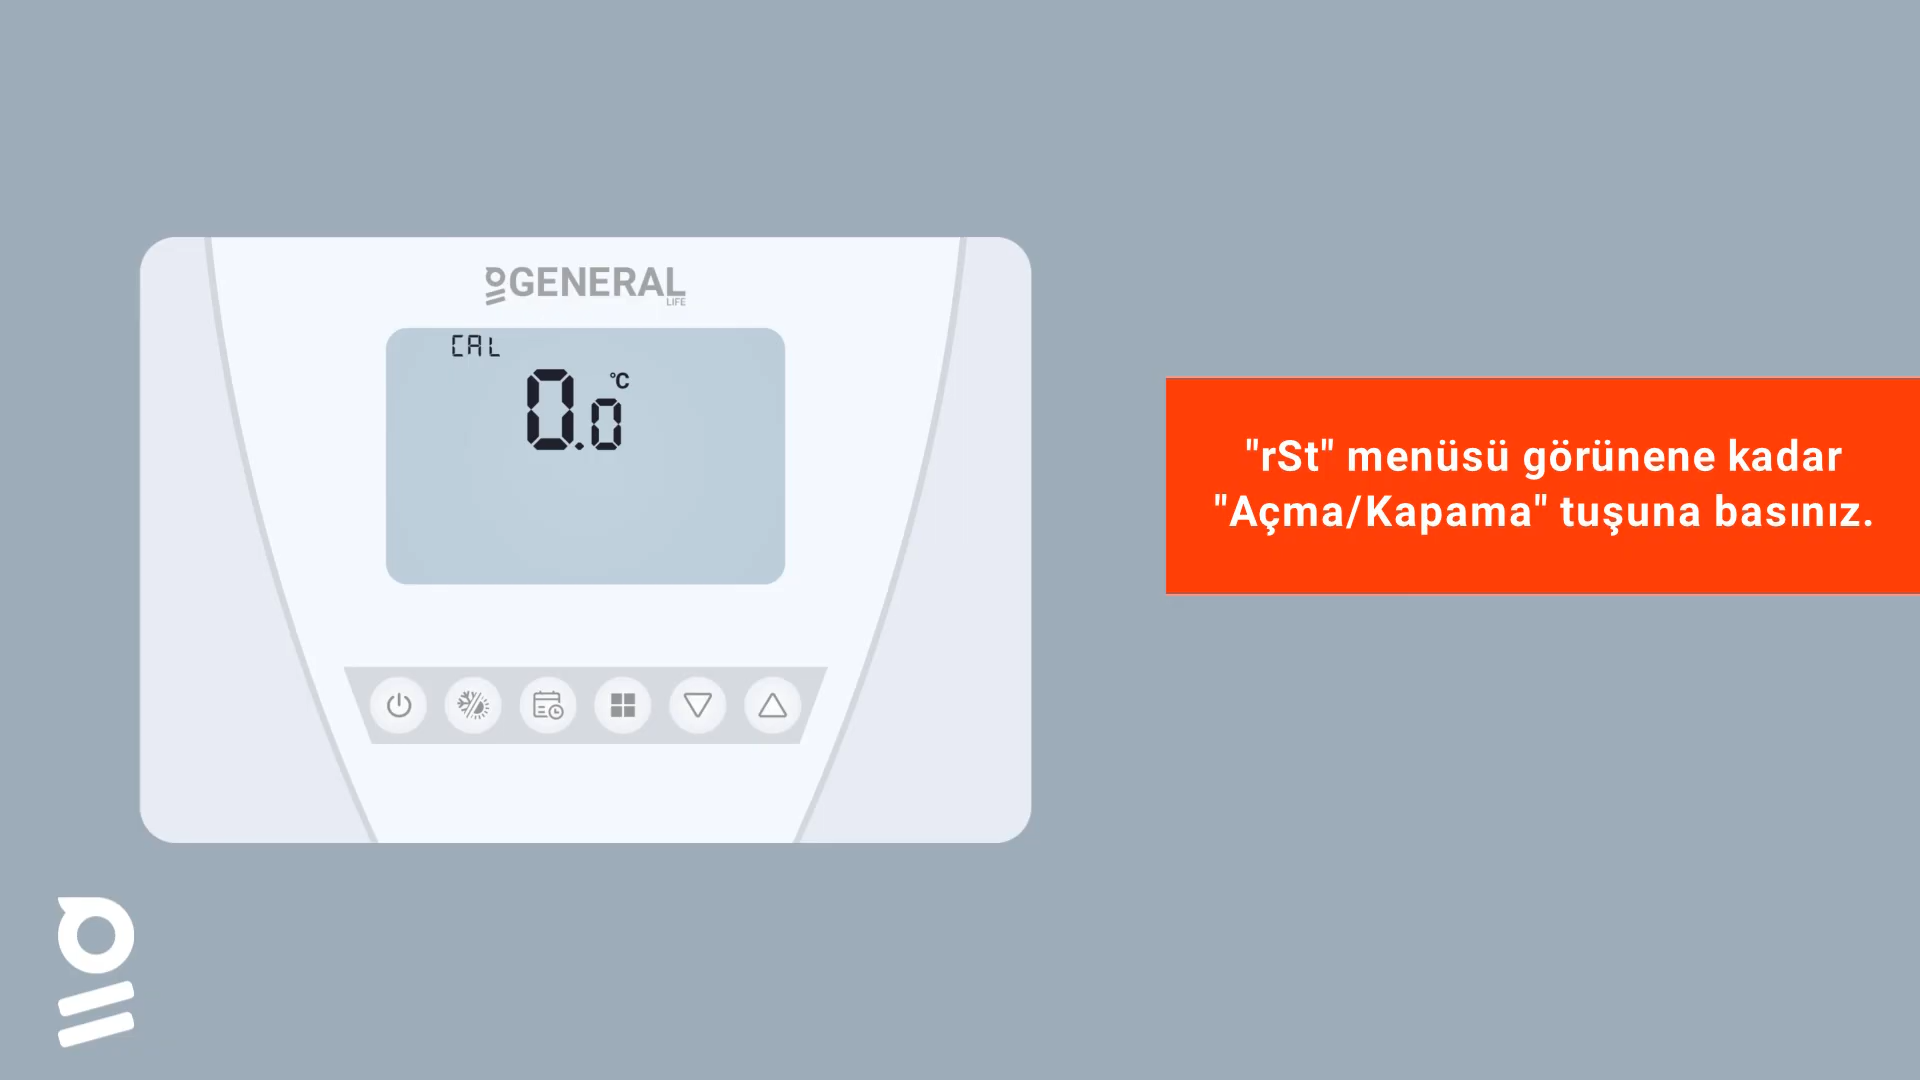 GENERAL
LIFE
CAL
0.0 °C
"rSt" menüsü görünene kadar
"Açma/Kapama" tuşuna basınız.